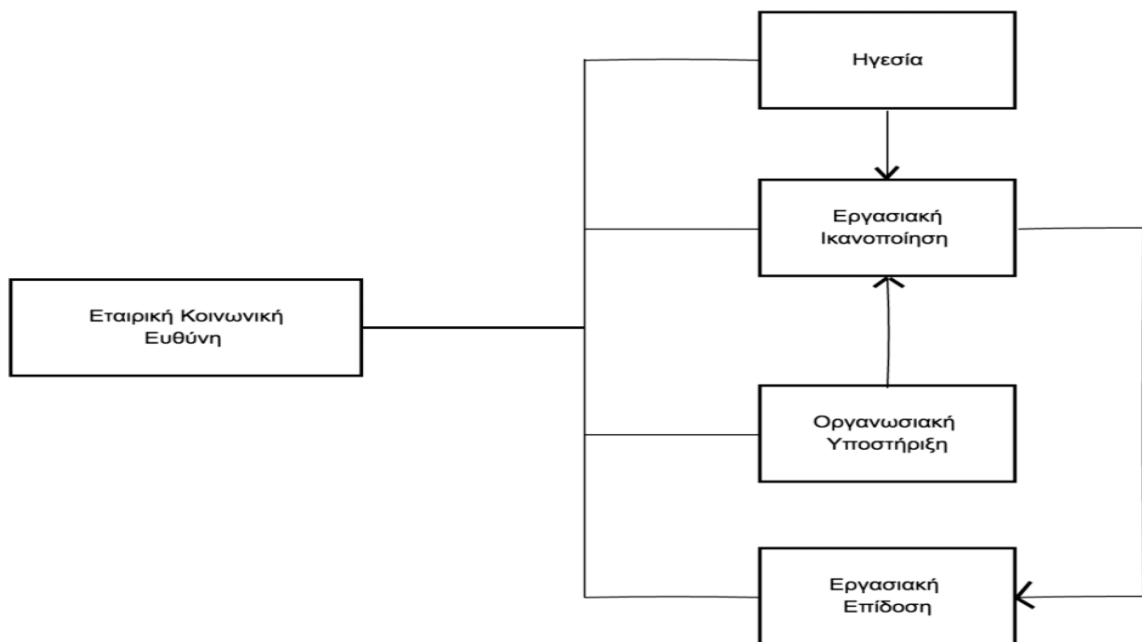 Ηγεσία
Εργασιακή
Ικανοποίηση
Εταιρική Κοινωνική
Ευθύνη
Οργανωσιακή
Υποστήριξη
Εργασιακή
Επίδοση